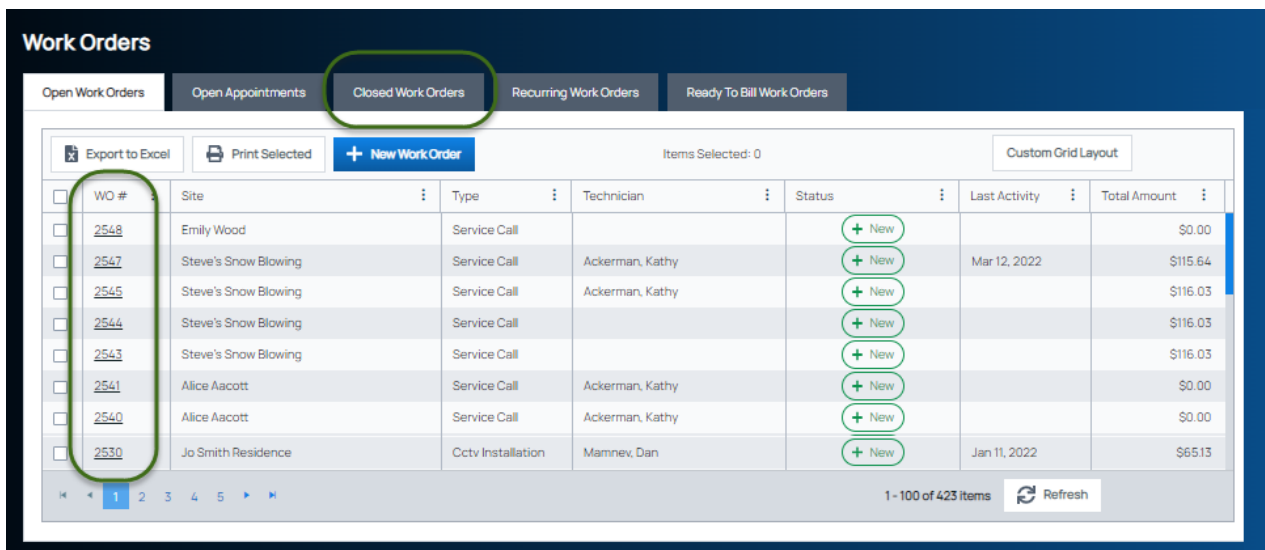 Work Orders
Open Work Orders Open Appointments Closed Work Orders Recurring Work Orders Ready To Bill Work Orders
Export to Excel Print Selected + New Work Order Items Selected: 0 Custom Grid Layout
WO # Site Type Technician Status Last Activity Total Amount
2548 Emily Wood Service Call + New $0.00
2547 Steve's Snow Blowing Service Call Ackerman, Kathy + New Mar 12, 2022 $115.64
2545 Steve's Snow Blowing Service Call Ackerman, Kathy + New $116.03
2544 Steve's Snow Blowing Service Call + New $116.03
2543 Steve's Snow Blowing Service Call + New $116.03
2541 Alice Aacott Service Call Ackerman, Kathy + New $0.00
2540 Alice Aacott Service Call Ackerman, Kathy + New $0.00
2530 Jo Smith Residence Cctv Installation Mamnev, Dan + New Jan 11, 2022 $65.13
1 2 3 4 5 1 - 100 of 423 items Refresh